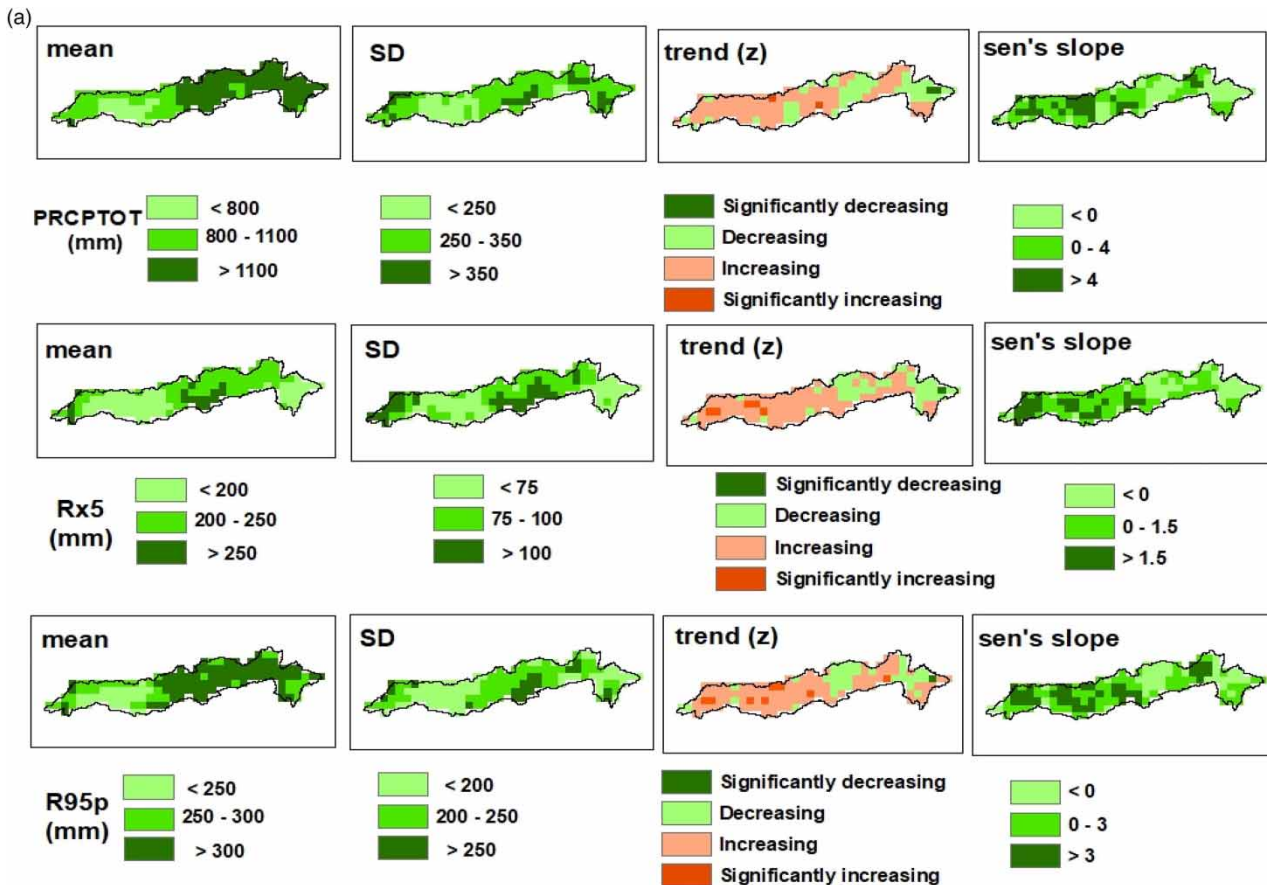 (a)
mean
SD
trend (z)
sen's slope
PRCPTOT
(mm)
< 800
800 - 1100
> 1100
< 250
250 - 350
> 350
Significantly decreasing
Decreasing
Increasing
Significantly increasing
< 0
0 - 4
> 4
mean
SD
trend (z)
sen's slope
Rx5
(mm)
< 200
200 - 250
> 250
< 75
75 - 100
> 100
Significantly decreasing
Decreasing
Increasing
Significantly increasing
< 0
0 - 1.5
> 1.5
mean
SD
trend (z)
sen's slope
R95p
(mm)
< 250
250 - 300
> 300
< 200
200 - 250
> 250
Significantly decreasing
Decreasing
Increasing
Significantly increasing
< 0
0 - 3
> 3